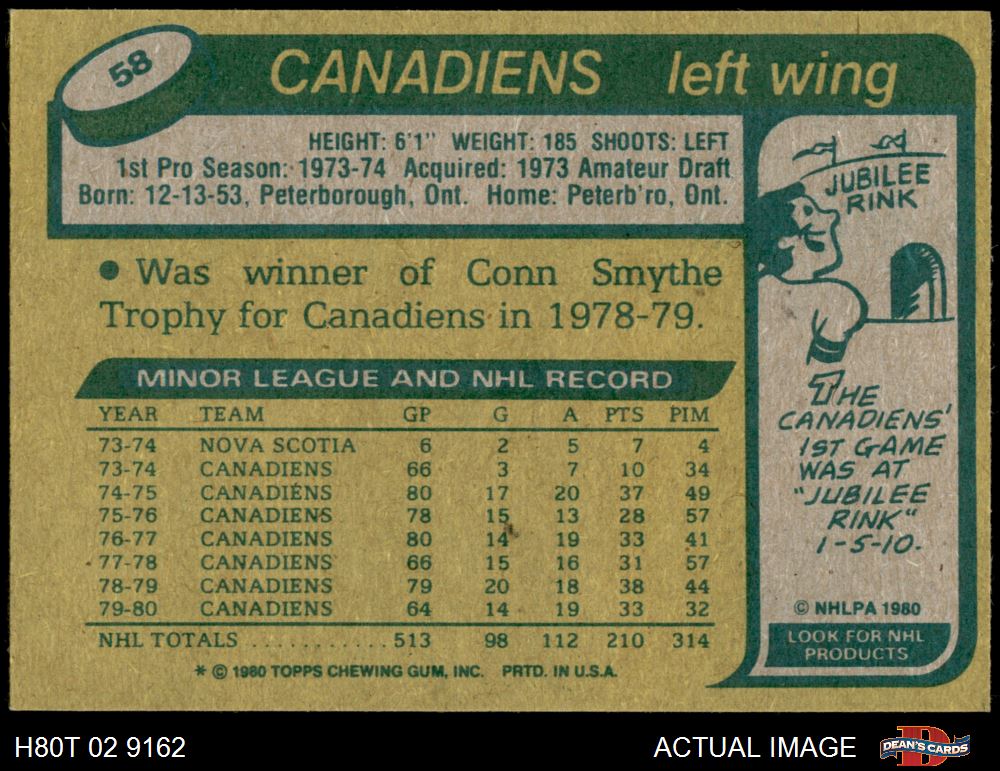 58
CANADIENS left wing
HEIGHT: 6'1" WEIGHT: 185 SHOOTS: LEFT
1st Pro Season: 1973-74 Acquired: 1973 Amateur Draft
Born: 12-13-53, Peterborough, Ont. Home: Peterb'ro, Ont.
• Was winner of Conn Smythe
Trophy for Canadiens in 1978-79.
MINOR LEAGUE AND NHL RECORD
YEAR TEAM GP G A PTS PIM
73-74 NOVA SCOTIA 6 2 5 7 4
73-74 CANADIENS 66 3 7 10 34
74-75 CANADIENS 80 17 20 37 49
75-76 CANADIENS 78 15 13 28 57
76-77 CANADIENS 80 14 19 33 41
77-78 CANADIENS 66 15 16 31 57
78-79 CANADIENS 79 20 18 38 44
79-80 CANADIENS 64 14 19 33 32
NHL TOTALS ............ 513 98 112 210 314
* © 1980 TOPPS CHEWING GUM, INC. PRTD. IN U.S.A.
JUBILEE
RINK
THE
CANADIENS'
1ST GAME
WAS AT
"JUBILEE
RINK"
1-5-10.
© NHLPA 1980
LOOK FOR NHL
PRODUCTS
H80T 02 9162
ACTUAL IMAGE
DEAN'S CARDS